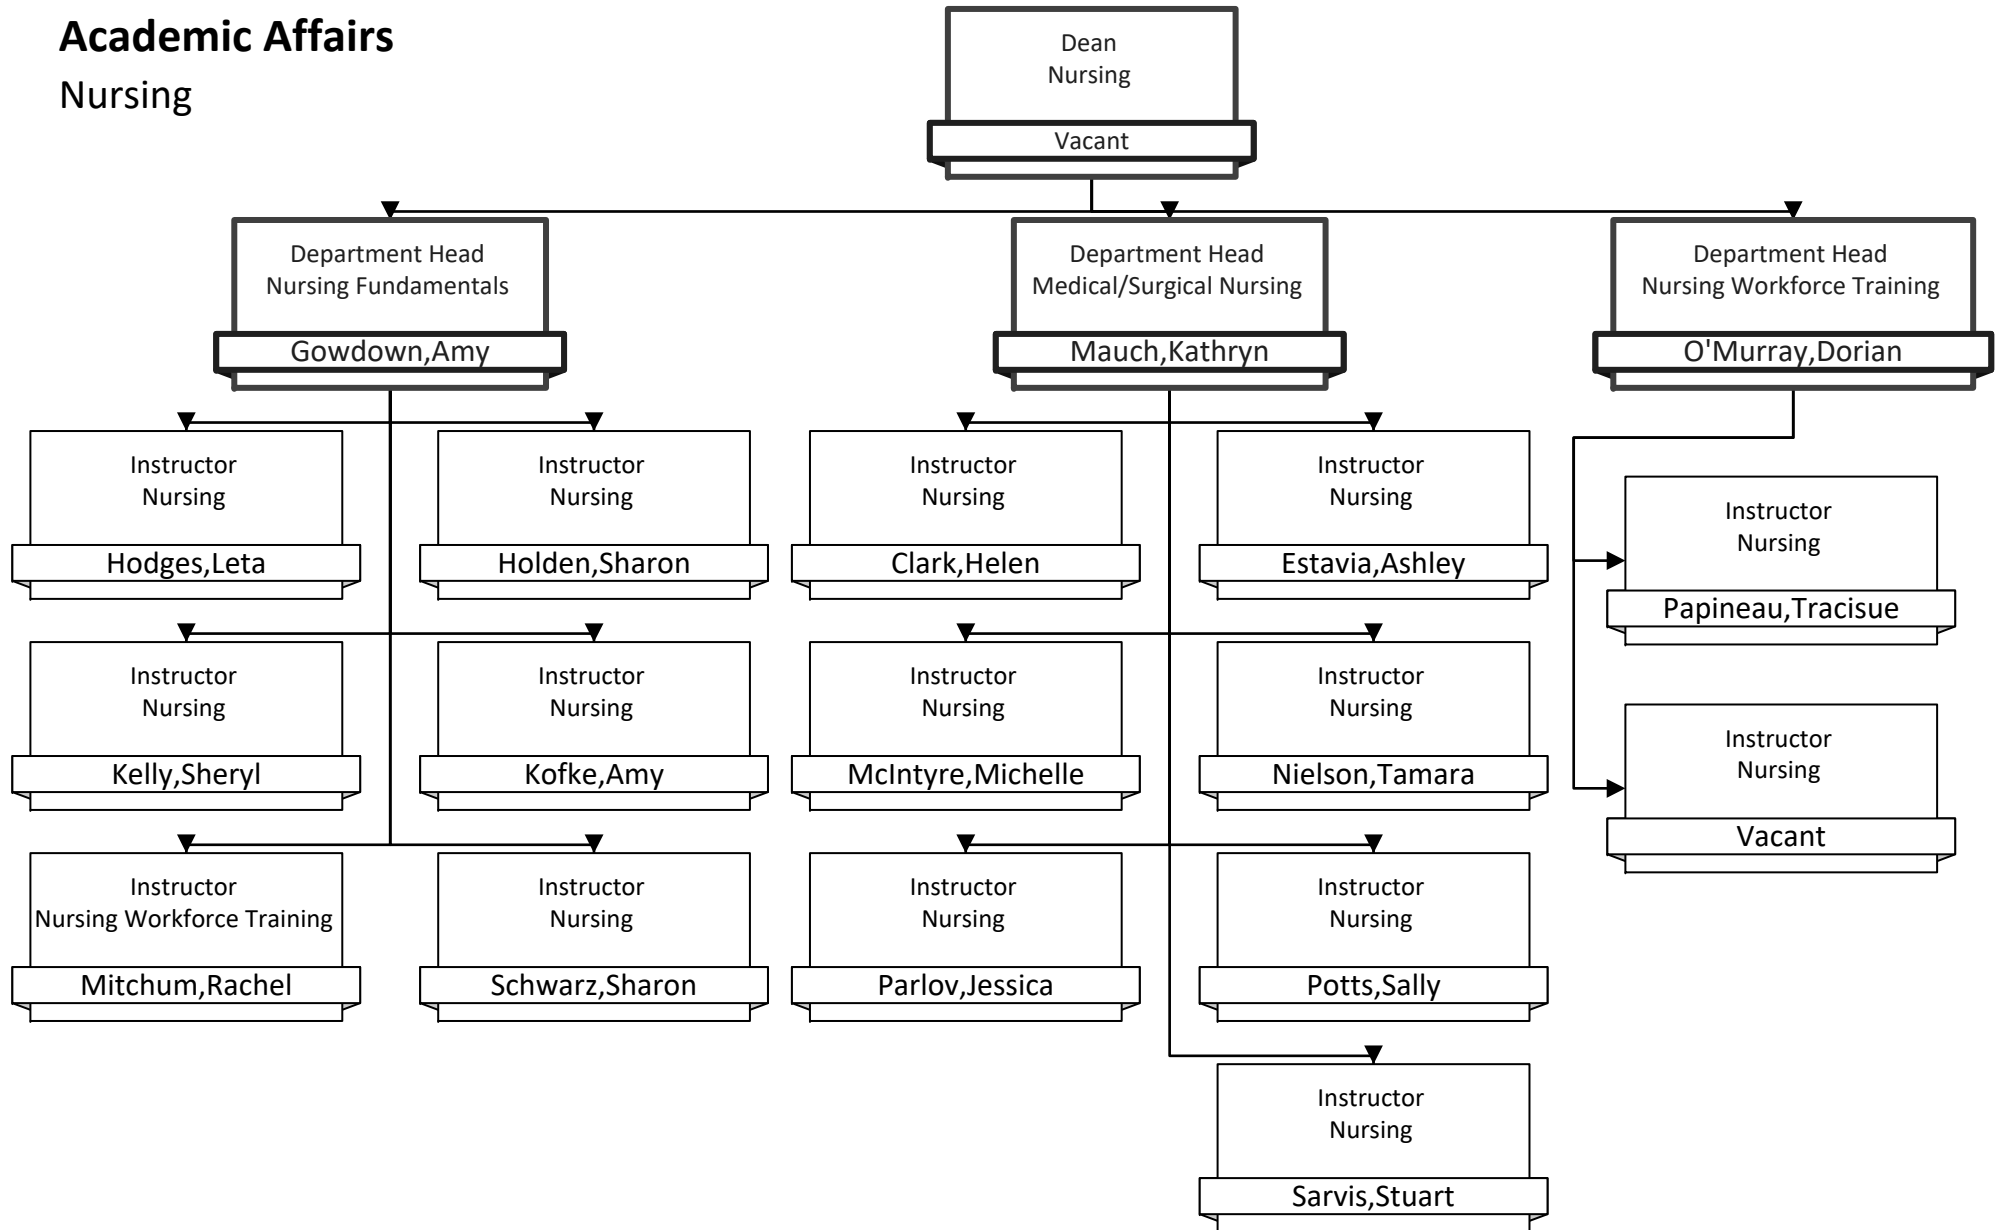 Academic Affairs
Nursing
Dean
Nursing
Vacant
Department Head
Nursing Fundamentals
Gowdown,Amy
Department Head
Medical/Surgical Nursing
Mauch,Kathryn
Department Head
Nursing Workforce Training
O'Murray,Dorian
Instructor
Nursing
Hodges,Leta
Instructor
Nursing
Holden,Sharon
Instructor
Nursing
Clark,Helen
Instructor
Nursing
Estavia,Ashley
Instructor
Nursing
Papineau,Tracisue
Instructor
Nursing
Kelly,Sheryl
Instructor
Nursing
Kofke,Amy
Instructor
Nursing
McIntyre,Michelle
Instructor
Nursing
Nielson,Tamara
Instructor
Nursing
Vacant
Instructor
Nursing Workforce Training
Mitchum,Rachel
Instructor
Nursing
Schwarz,Sharon
Instructor
Nursing
Parlov,Jessica
Instructor
Nursing
Potts,Sally
Instructor
Nursing
Sarvis,Stuart